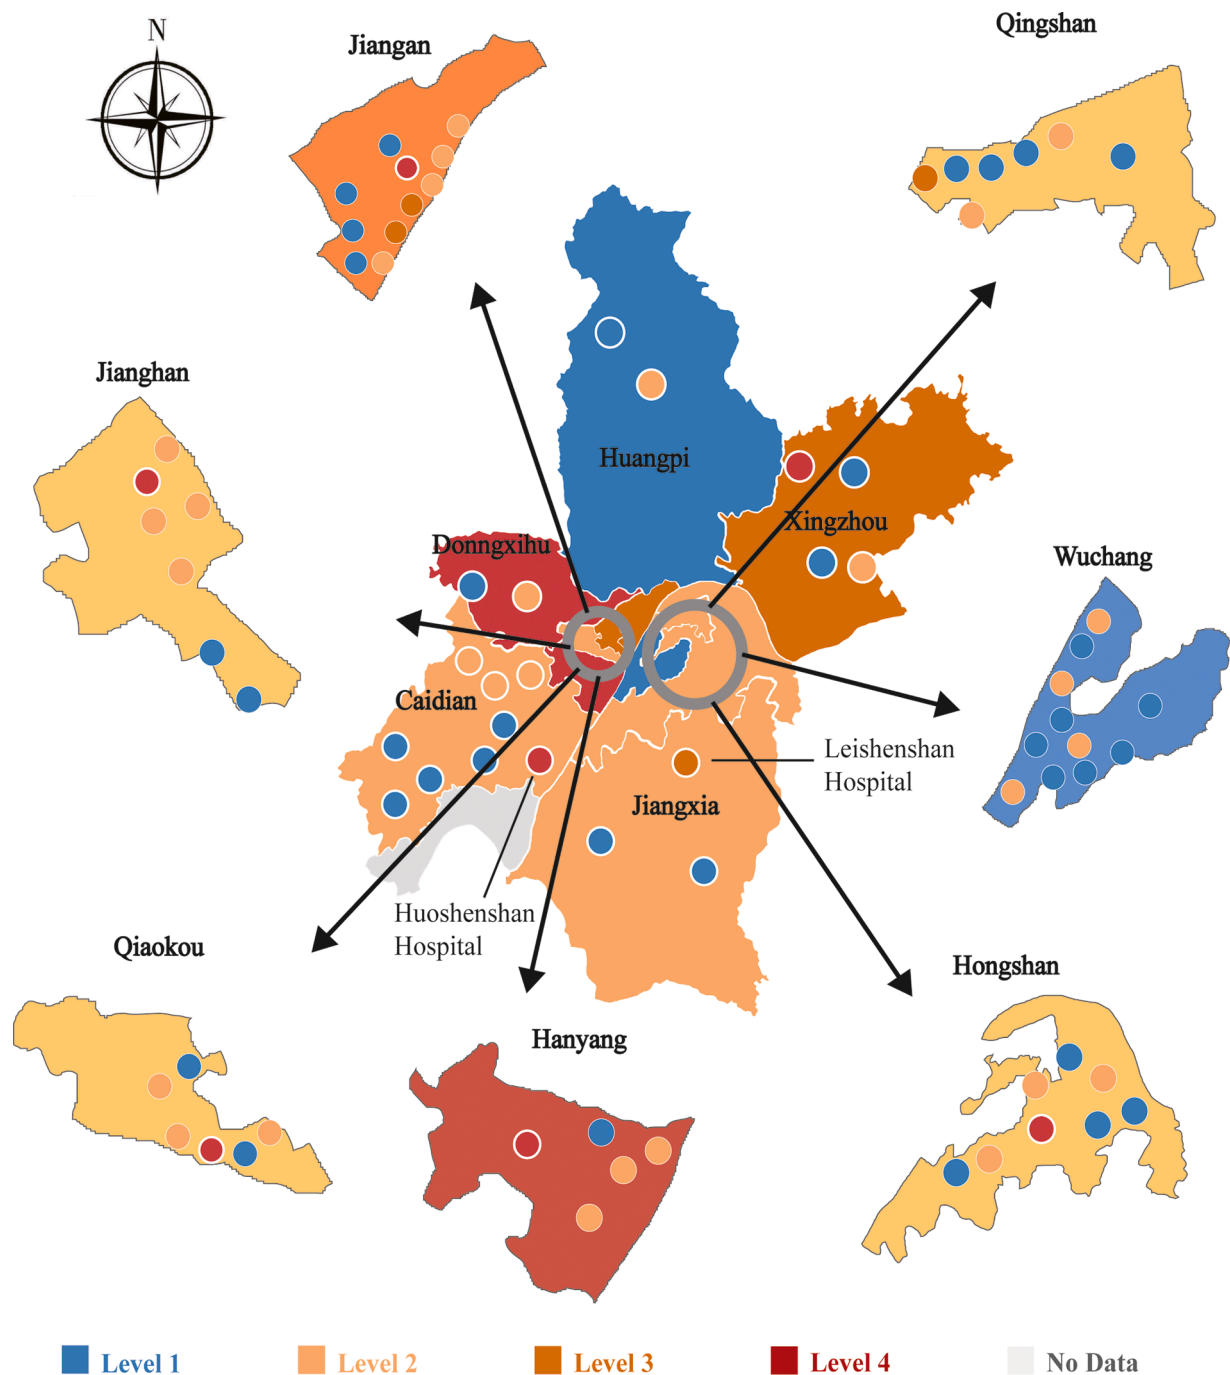 N
Jiangan
Qingshan
Jianghan
Huangpi
Xingzhou
Donngxihu
Wuchang
Caidian
Leishenshan
Hospital
Jiangxia
Huoshenshan
Hospital
Qiaokou
Hongshan
Hanyang
Level 1
Level 2
Level 3
Level 4
No Data